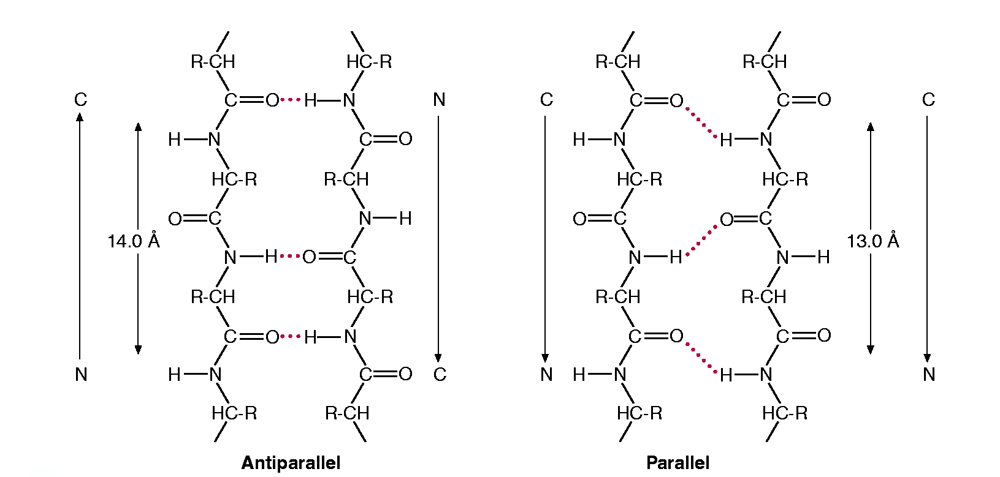 R-CH HC-R R-CH R-CH
C C=O H-N N C C=O C=O C
H-N C=O H-N H-N
HC-R R-CH HC-R HC-R
O=C N-H O=C O=C
14.0 Å 13.0 Å
N-H O=C N-H N-H
R-CH HC-R R-CH R-CH
C=O H-N C=O C=O
N H-N C=O C N H-N H-N N
HC-R R-CH HC-R HC-R
Antiparallel Parallel